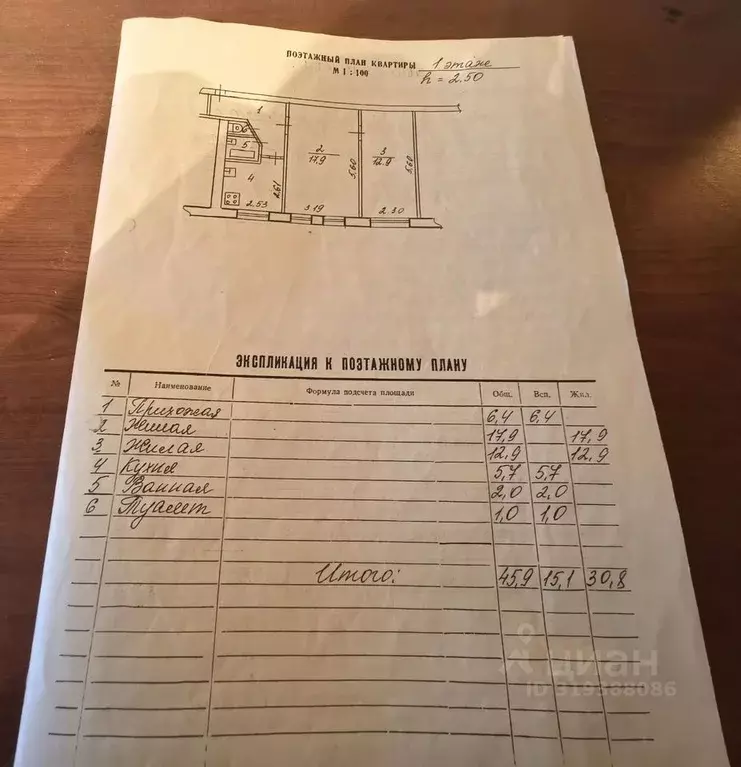 ПОЭТАЖНЫЙ ПЛАН КВАРТИРЫ 1 этаже
М 1 : 100 h = 2.50
1
6
5
2
17.9
3
12.9
4
5.60
5.60
2.61
2.53
3.19
2.30
ЭКСПЛИКАЦИЯ К ПОЭТАЖНОМУ ПЛАНУ
№ Наименование Формула подсчета площади Общ. Всп. Жил.
1 Прихожая 6,4 6,4
2 Жилая 17,9 17,9
3 Жилая 12,9 12,9
4 Кухня 5,7 5,7
5 Ванная 2,0 2,0
6 Туалет 1,0 1,0
Итого: 45,9 15,1 30,8
циан
ID 319368086